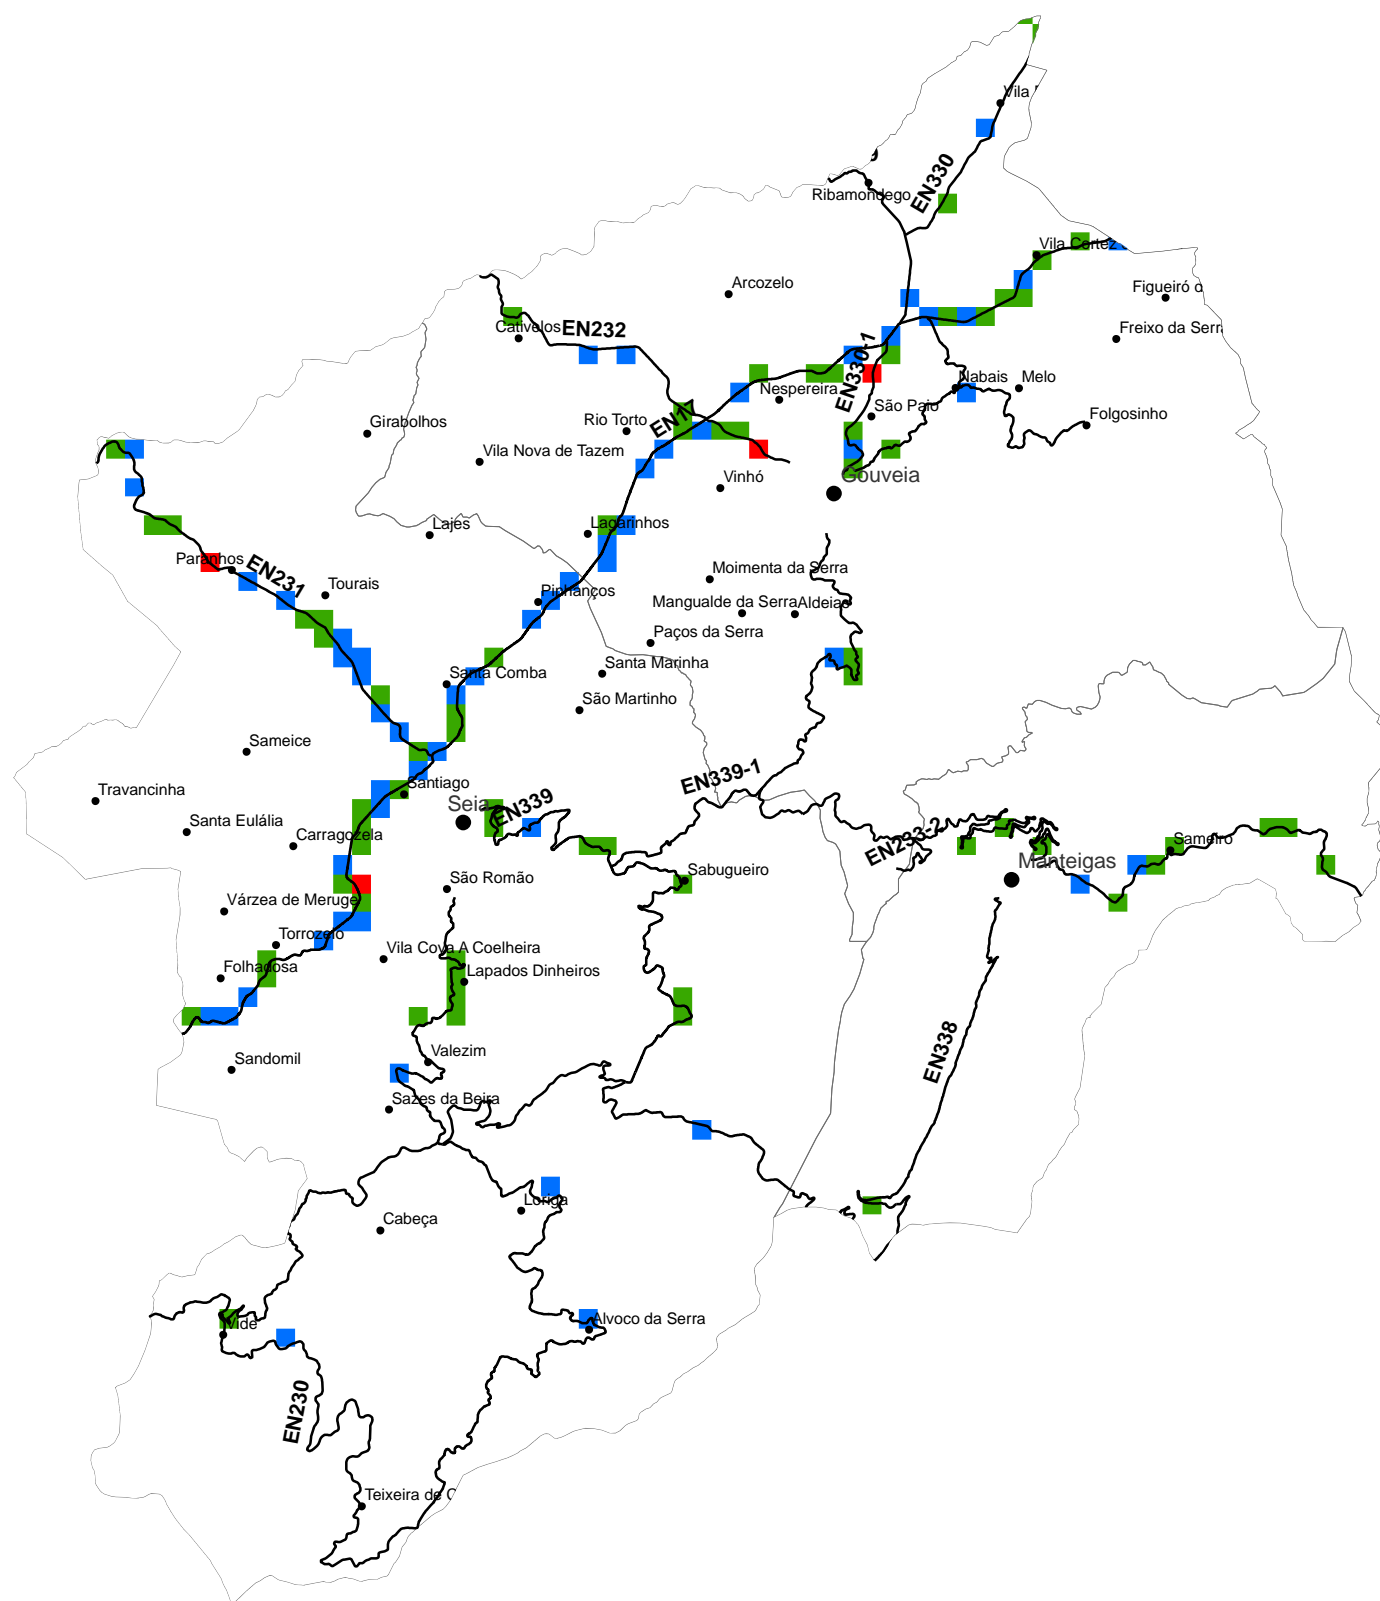 Vila
Ribamondego
EN330
Vila Cortez
Arcozelo
Figueiró o
Cativelos
EN232
Freixo da Serr
EN330-1
Nabais
Melo
Nespereira
São Paio
Folgosinho
Girabolhos
Rio Torto
EN17
Vila Nova de Tazem
Vinhó
Gouveia
Lajes
Lagarinhos
Paranhos
EN231
Tourais
Pinhanços
Moimenta da Serra
Mangualde da Serra
Aldeias
Paços da Serra
Santa Comba
Santa Marinha
São Martinho
Sameice
Travancinha
Santiago
EN339-1
Seia
EN339
Santa Eulália
Carragozela
EN233-2
Sameiro
Manteigas
Sabugueiro
São Romão
Várzea de Meruge
Torrozelo
Vila Cova A Coelheira
Folhadosa
Lapados Dinheiros
EN338
Valezim
Sandomil
Sazes da Beira
Loriga
Cabeça
Vide
Alvoco da Serra
EN230
Teixeira de